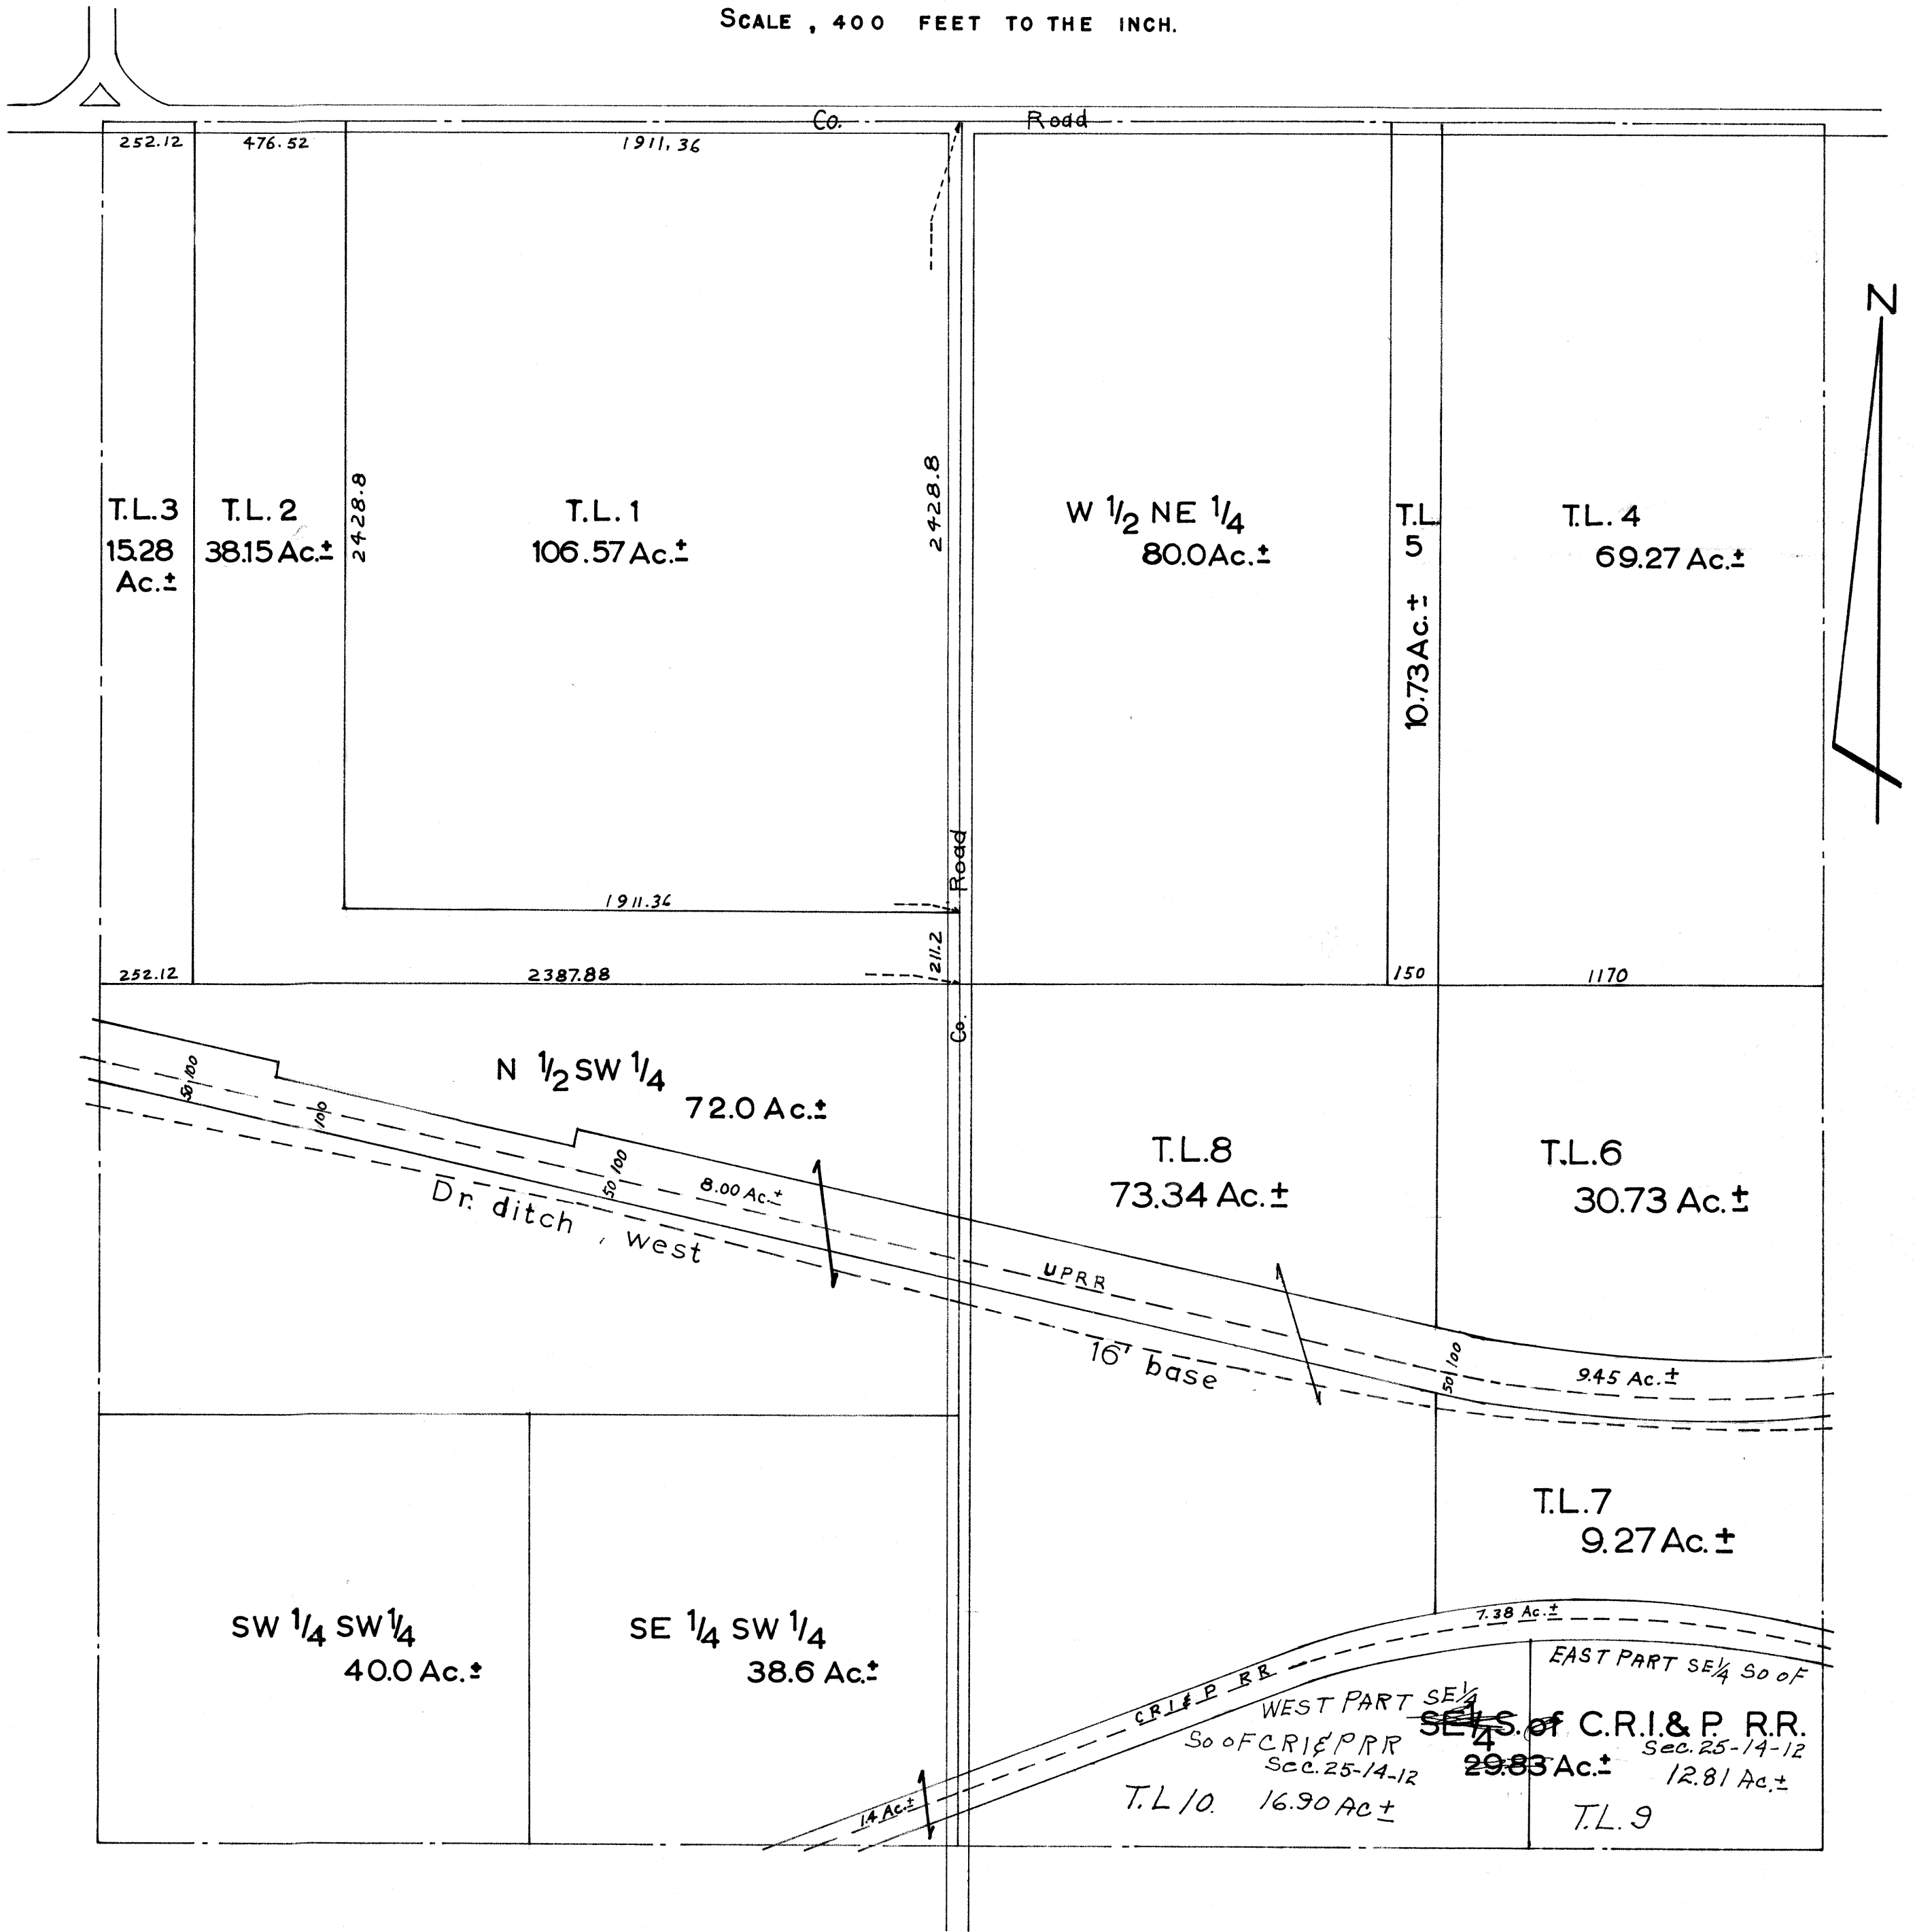 SCALE , 400 FEET TO THE INCH.
Co. Road
252.12 476.52 1911.36
N
T.L.3
15.28
Ac.±
T.L. 2
38.15 Ac.±
2428.8
T.L. 1
106.57 Ac.±
2428.8
W 1/2 NE 1/4
80.0 Ac.±
T.L.
5
10.73 Ac.±
T.L. 4
69.27 Ac.±
Road
1911.36
211.2
252.12
2387.88
150
1170
Co.
50 100
100
N 1/2 SW 1/4
72.0 Ac.±
50 100
8.00 Ac.±
Dr. ditch , west
T.L.8
73.34 Ac.±
T.L.6
30.73 Ac.±
UPRR
16' base
50 100
9.45 Ac.±
T.L.7
9.27 Ac.±
SW 1/4 SW 1/4
40.0 Ac.±
SE 1/4 SW 1/4
38.6 Ac.±
7.38 Ac.±
C R I & P RR
1.4 Ac.±
EAST PART SE 1/4 SO OF
WEST PART SE 1/4
SE 1/4 S. of C.R.I.& P. R.R.
So OF CRI & P RR
Sec. 25-14-12
Sec. 25-14-12
29.83 Ac.±
12.81 Ac.±
T.L 10. 16.90 Ac ±
T.L. 9